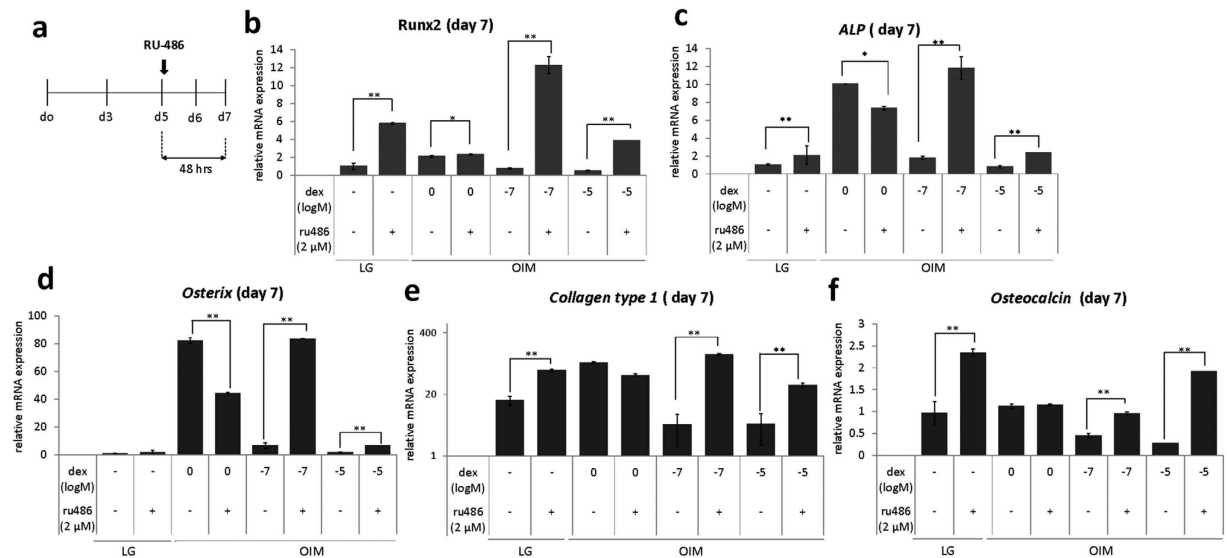 a
RU-486
do
d3
d5
d6
d7
48 hrs
b
Runx2 (day 7)
relative mRNA expression
14
12
10
8
6
4
2
0
**
*
**
**
dex
(logM)
- - 0 0 -7 -7 -5 -5
ru486
(2 µM)
- + - + - + - +
LG OIM
c
ALP ( day 7)
relative mRNA expression
14
12
10
8
6
4
2
0
**
*
**
**
dex
(logM)
- - 0 0 -7 -7 -5 -5
ru486
(2 µM)
- + - + - + - +
LG OIM
d
Osterix (day 7)
relative mRNA expression
100
80
60
40
20
0
**
**
**
dex
(logM)
- - 0 0 -7 -7 -5 -5
ru486
(2 µM)
- + - + - + - +
LG OIM
e
Collagen type 1 ( day 7)
relative mRNA expression
400
20
1
**
**
**
dex
(logM)
- - 0 0 -7 -7 -5 -5
ru486
(2 µM)
- + - + - + - +
LG OIM
f
Osteocalcin (day 7)
relative mRNA expression
3
2.5
2
1.5
1
0.5
0
**
**
**
dex
(logM)
- - 0 0 -7 -7 -5 -5
ru486
(2 µM)
- + - + - + - +
LG OIM